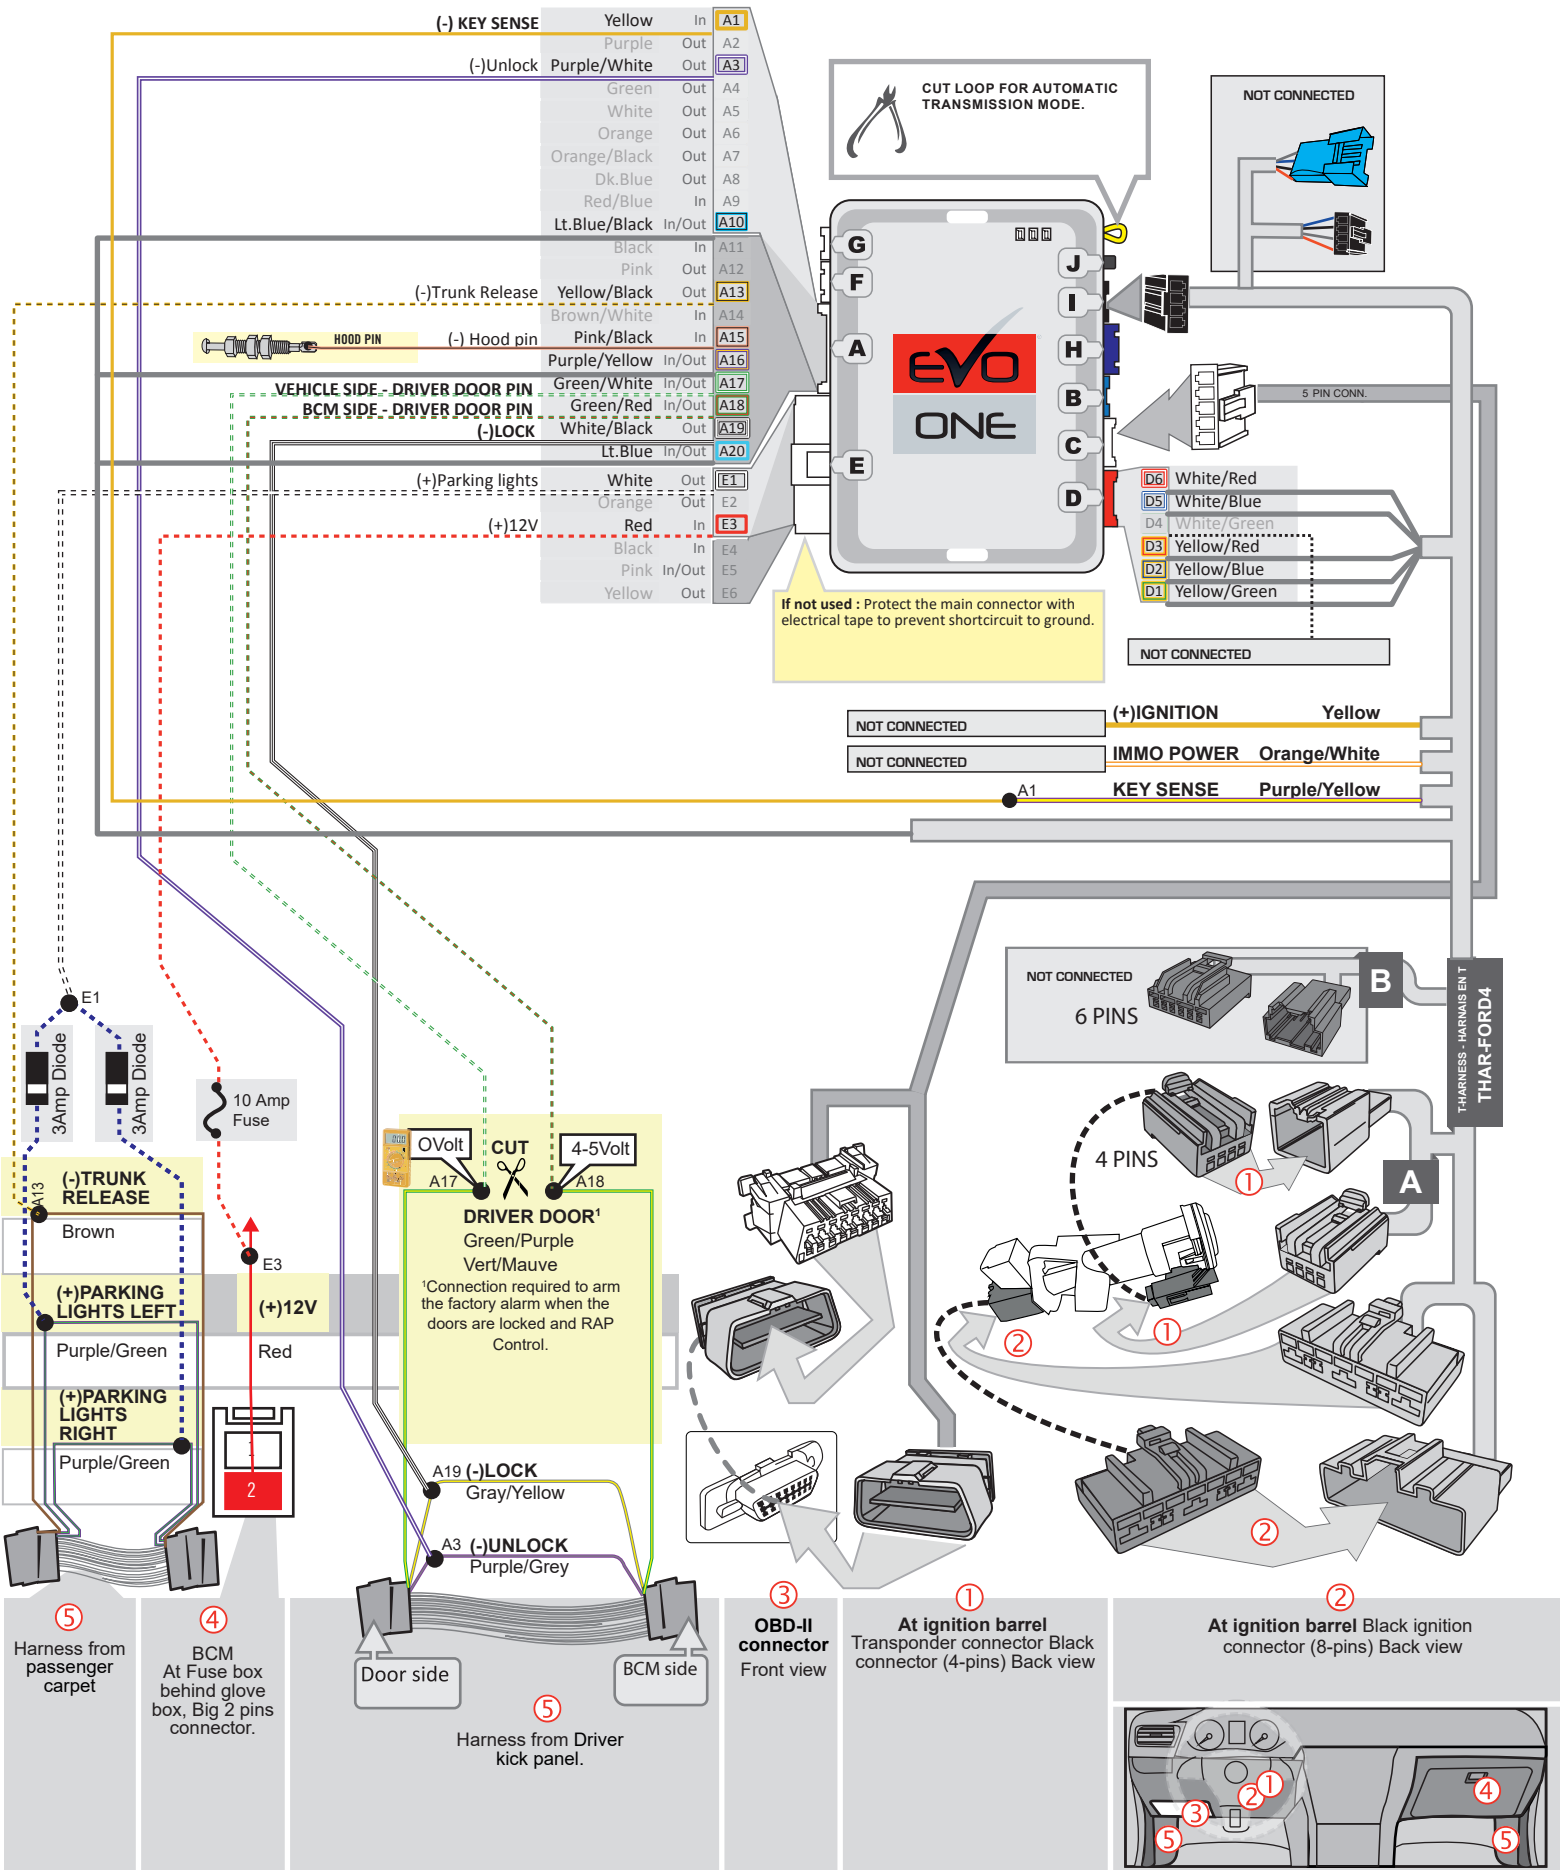 (-) KEY SENSE Yellow In A1
Purple Out A2
(-)Unlock Purple/White Out A3
Green Out A4
White Out A5
Orange Out A6
Orange/Black Out A7
Dk.Blue Out A8
Red/Blue In A9
Lt.Blue/Black In/Out A10
Black In A11
Pink Out A12
(-)Trunk Release Yellow/Black Out A13
Brown/White In A14
HOOD PIN (-) Hood pin Pink/Black In A15
Purple/Yellow In/Out A16
VEHICLE SIDE - DRIVER DOOR PIN Green/White In/Out A17
BCM SIDE - DRIVER DOOR PIN Green/Red In/Out A18
(-)LOCK White/Black Out A19
Lt.Blue In/Out A20
(+)Parking lights White Out E1
Orange Out E2
(+)12V Red In E3
Black In E4
Pink In/Out E5
Yellow Out E6
CUT LOOP FOR AUTOMATIC
TRANSMISSION MODE.
NOT CONNECTED
G
F
A
E
J
I
H
B
C
D
EVO
ONE
5 PIN CONN.
D6 White/Red
D5 White/Blue
D4 White/Green
D3 Yellow/Red
D2 Yellow/Blue
D1 Yellow/Green
NOT CONNECTED
If not used : Protect the main connector with
electrical tape to prevent shortcircuit to ground.
NOT CONNECTED (+)IGNITION Yellow
NOT CONNECTED IMMO POWER Orange/White
A1 KEY SENSE Purple/Yellow
NOT CONNECTED
6 PINS
B
T-HARNESS - HARNAIS EN T
THAR-FORD4
4 PINS
1
A
2
1
2
E1
3Amp Diode
3Amp Diode
10 Amp
Fuse
A13
(-)TRUNK
RELEASE
Brown
(+)PARKING
LIGHTS LEFT
Purple/Green
(+)PARKING
LIGHTS
RIGHT
Purple/Green
E3
(+)12V
Red
1
2
OVolt
CUT
4-5Volt
A17
A18
DRIVER DOOR¹
Green/Purple
Vert/Mauve
¹Connection required to arm
the factory alarm when the
doors are locked and RAP
Control.
A19 (-)LOCK
Gray/Yellow
A3 (-)UNLOCK
Purple/Grey
5
Harness from
passenger
carpet
4
BCM
At Fuse box
behind glove
box, Big 2 pins
connector.
Door side
BCM side
5
Harness from Driver
kick panel.
3
OBD-II
connector
Front view
1
At ignition barrel
Transponder connector Black
connector (4-pins) Back view
2
At ignition barrel Black ignition
connector (8-pins) Back view
1
2
3
4
5
5